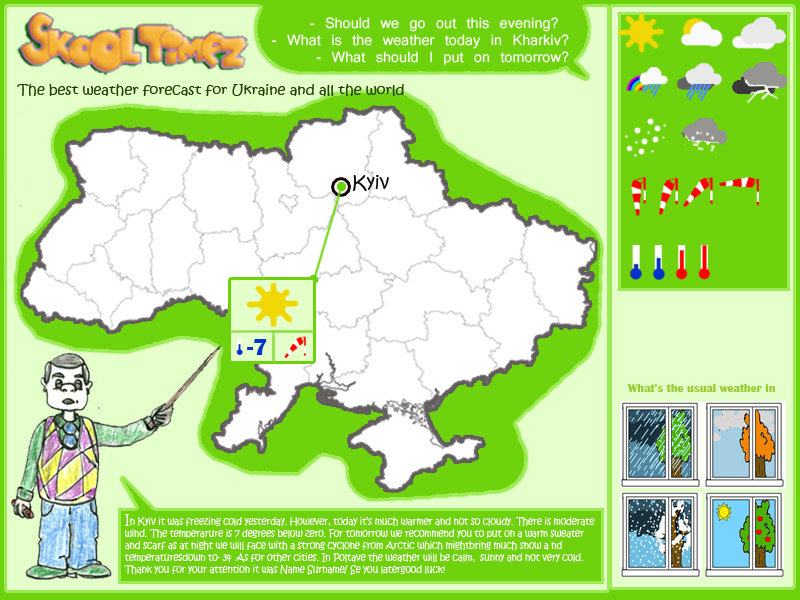 SKOOL TIMEZ
- Should we go out this evening?
- What is the weather today in Kharkiv?
- What should I put on tomorrow?
The best weather forecast for Ukraine and all the world
Kyiv
-7
What's the usual weather in
In Kyiv it was freezing cold yesterday. However, today it's much warmer and not so cloudy. There is moderate
wind. The temperarure is 7 degrees below zero. For tomorrow we recommend you to put on a warm sweater
and scarf as at night we will face with a strong cyclone from Arctic which mightbring much snow a nd
temperaturesdown to- 34 As for other cities. In Poltave the weather will be calm, sunny and not very cold.
Thank you for your attention it was Name Surname/ Se you latergood luck!